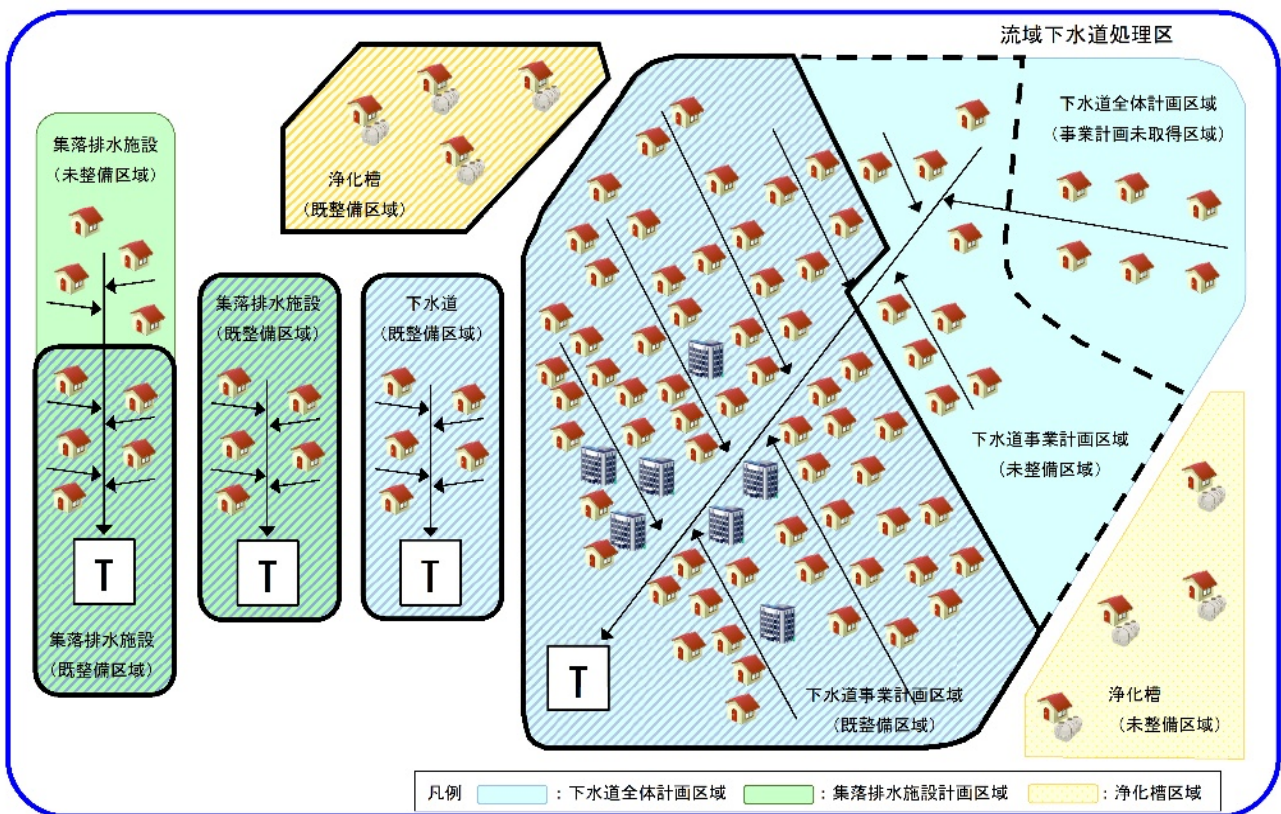 流域下水道処理区
下水道全体計画区域
(事業計画未取得区域)
集落排水施設
(未整備区域)
浄化槽
(既整備区域)
集落排水施設
(既整備区域)
下水道
(既整備区域)
下水道事業計画区域
(未整備区域)
T
T
T
集落排水施設
(既整備区域)
T
下水道事業計画区域
(既整備区域)
浄化槽
(未整備区域)
凡例 :下水道全体計画区域 :集落排水施設計画区域 :浄化槽区域